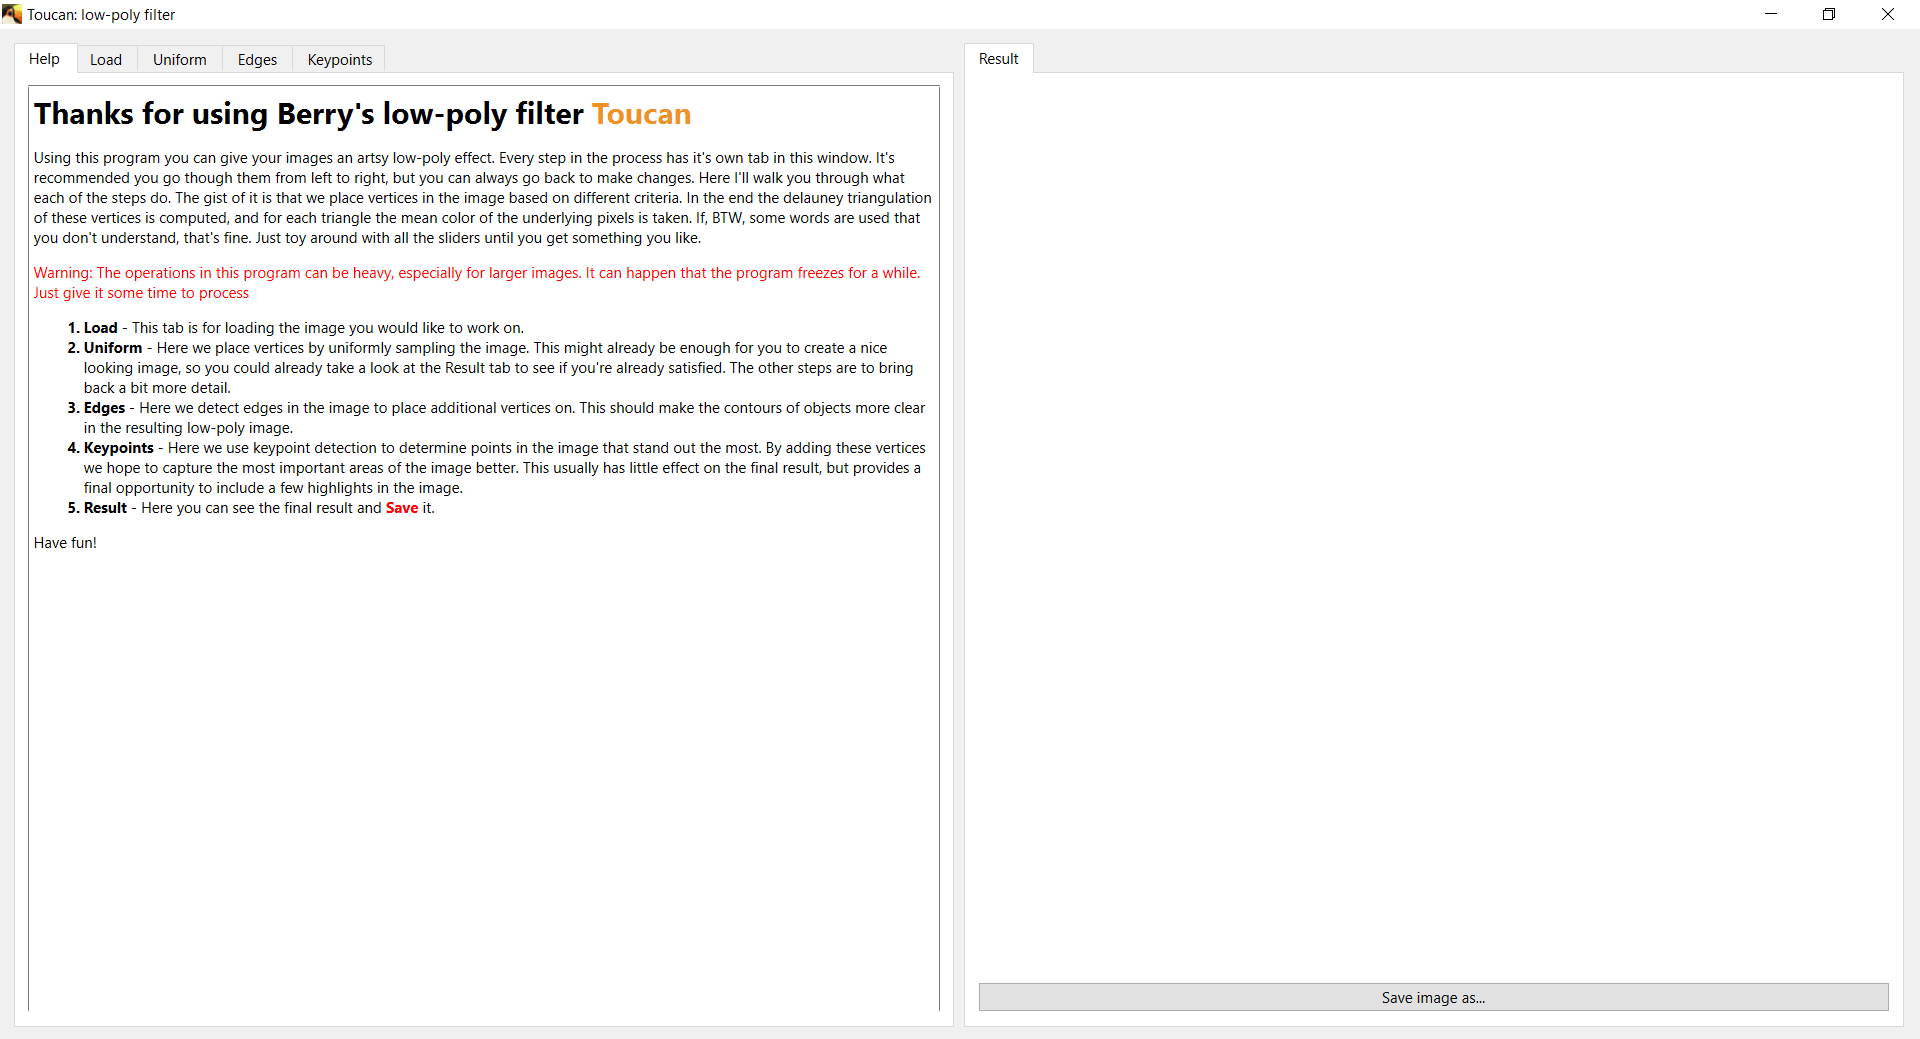 Toucan: low-poly filter
Help
Load
Uniform
Edges
Keypoints
Result
Thanks for using Berry's low-poly filter Toucan
Using this program you can give your images an artsy low-poly effect. Every step in the process has it's own tab in this window. It's
recommended you go though them from left to right, but you can always go back to make changes. Here I'll walk you through what
each of the steps do. The gist of it is that we place vertices in the image based on different criteria. In the end the delauney triangulation
of these vertices is computed, and for each triangle the mean color of the underlying pixels is taken. If, BTW, some words are used that
you don't understand, that's fine. Just toy around with all the sliders until you get something you like.
Warning: The operations in this program can be heavy, especially for larger images. It can happen that the program freezes for a while.
Just give it some time to process
1. Load - This tab is for loading the image you would like to work on.
2. Uniform - Here we place vertices by uniformly sampling the image. This might already be enough for you to create a nice
looking image, so you could already take a look at the Result tab to see if you're already satisfied. The other steps are to bring
back a bit more detail.
3. Edges - Here we detect edges in the image to place additional vertices on. This should make the contours of objects more clear
in the resulting low-poly image.
4. Keypoints - Here we use keypoint detection to determine points in the image that stand out the most. By adding these vertices
we hope to capture the most important areas of the image better. This usually has little effect on the final result, but provides a
final opportunity to include a few highlights in the image.
5. Result - Here you can see the final result and Save it.
Have fun!
Save image as...